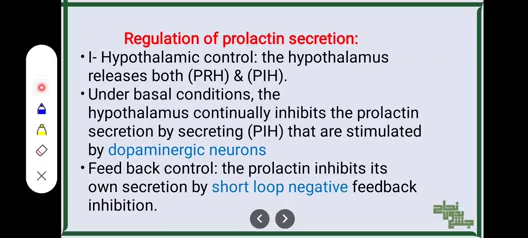 Regulation of prolactin secretion:
• I- Hypothalamic control: the hypothalamus
releases both (PRH) & (PIH).
• Under basal conditions, the
hypothalamus continually inhibits the prolactin
secretion by secreting (PIH) that are stimulated
by dopaminergic neurons
• Feed back control: the prolactin inhibits its
own secretion by short loop negative feedback
inhibition.